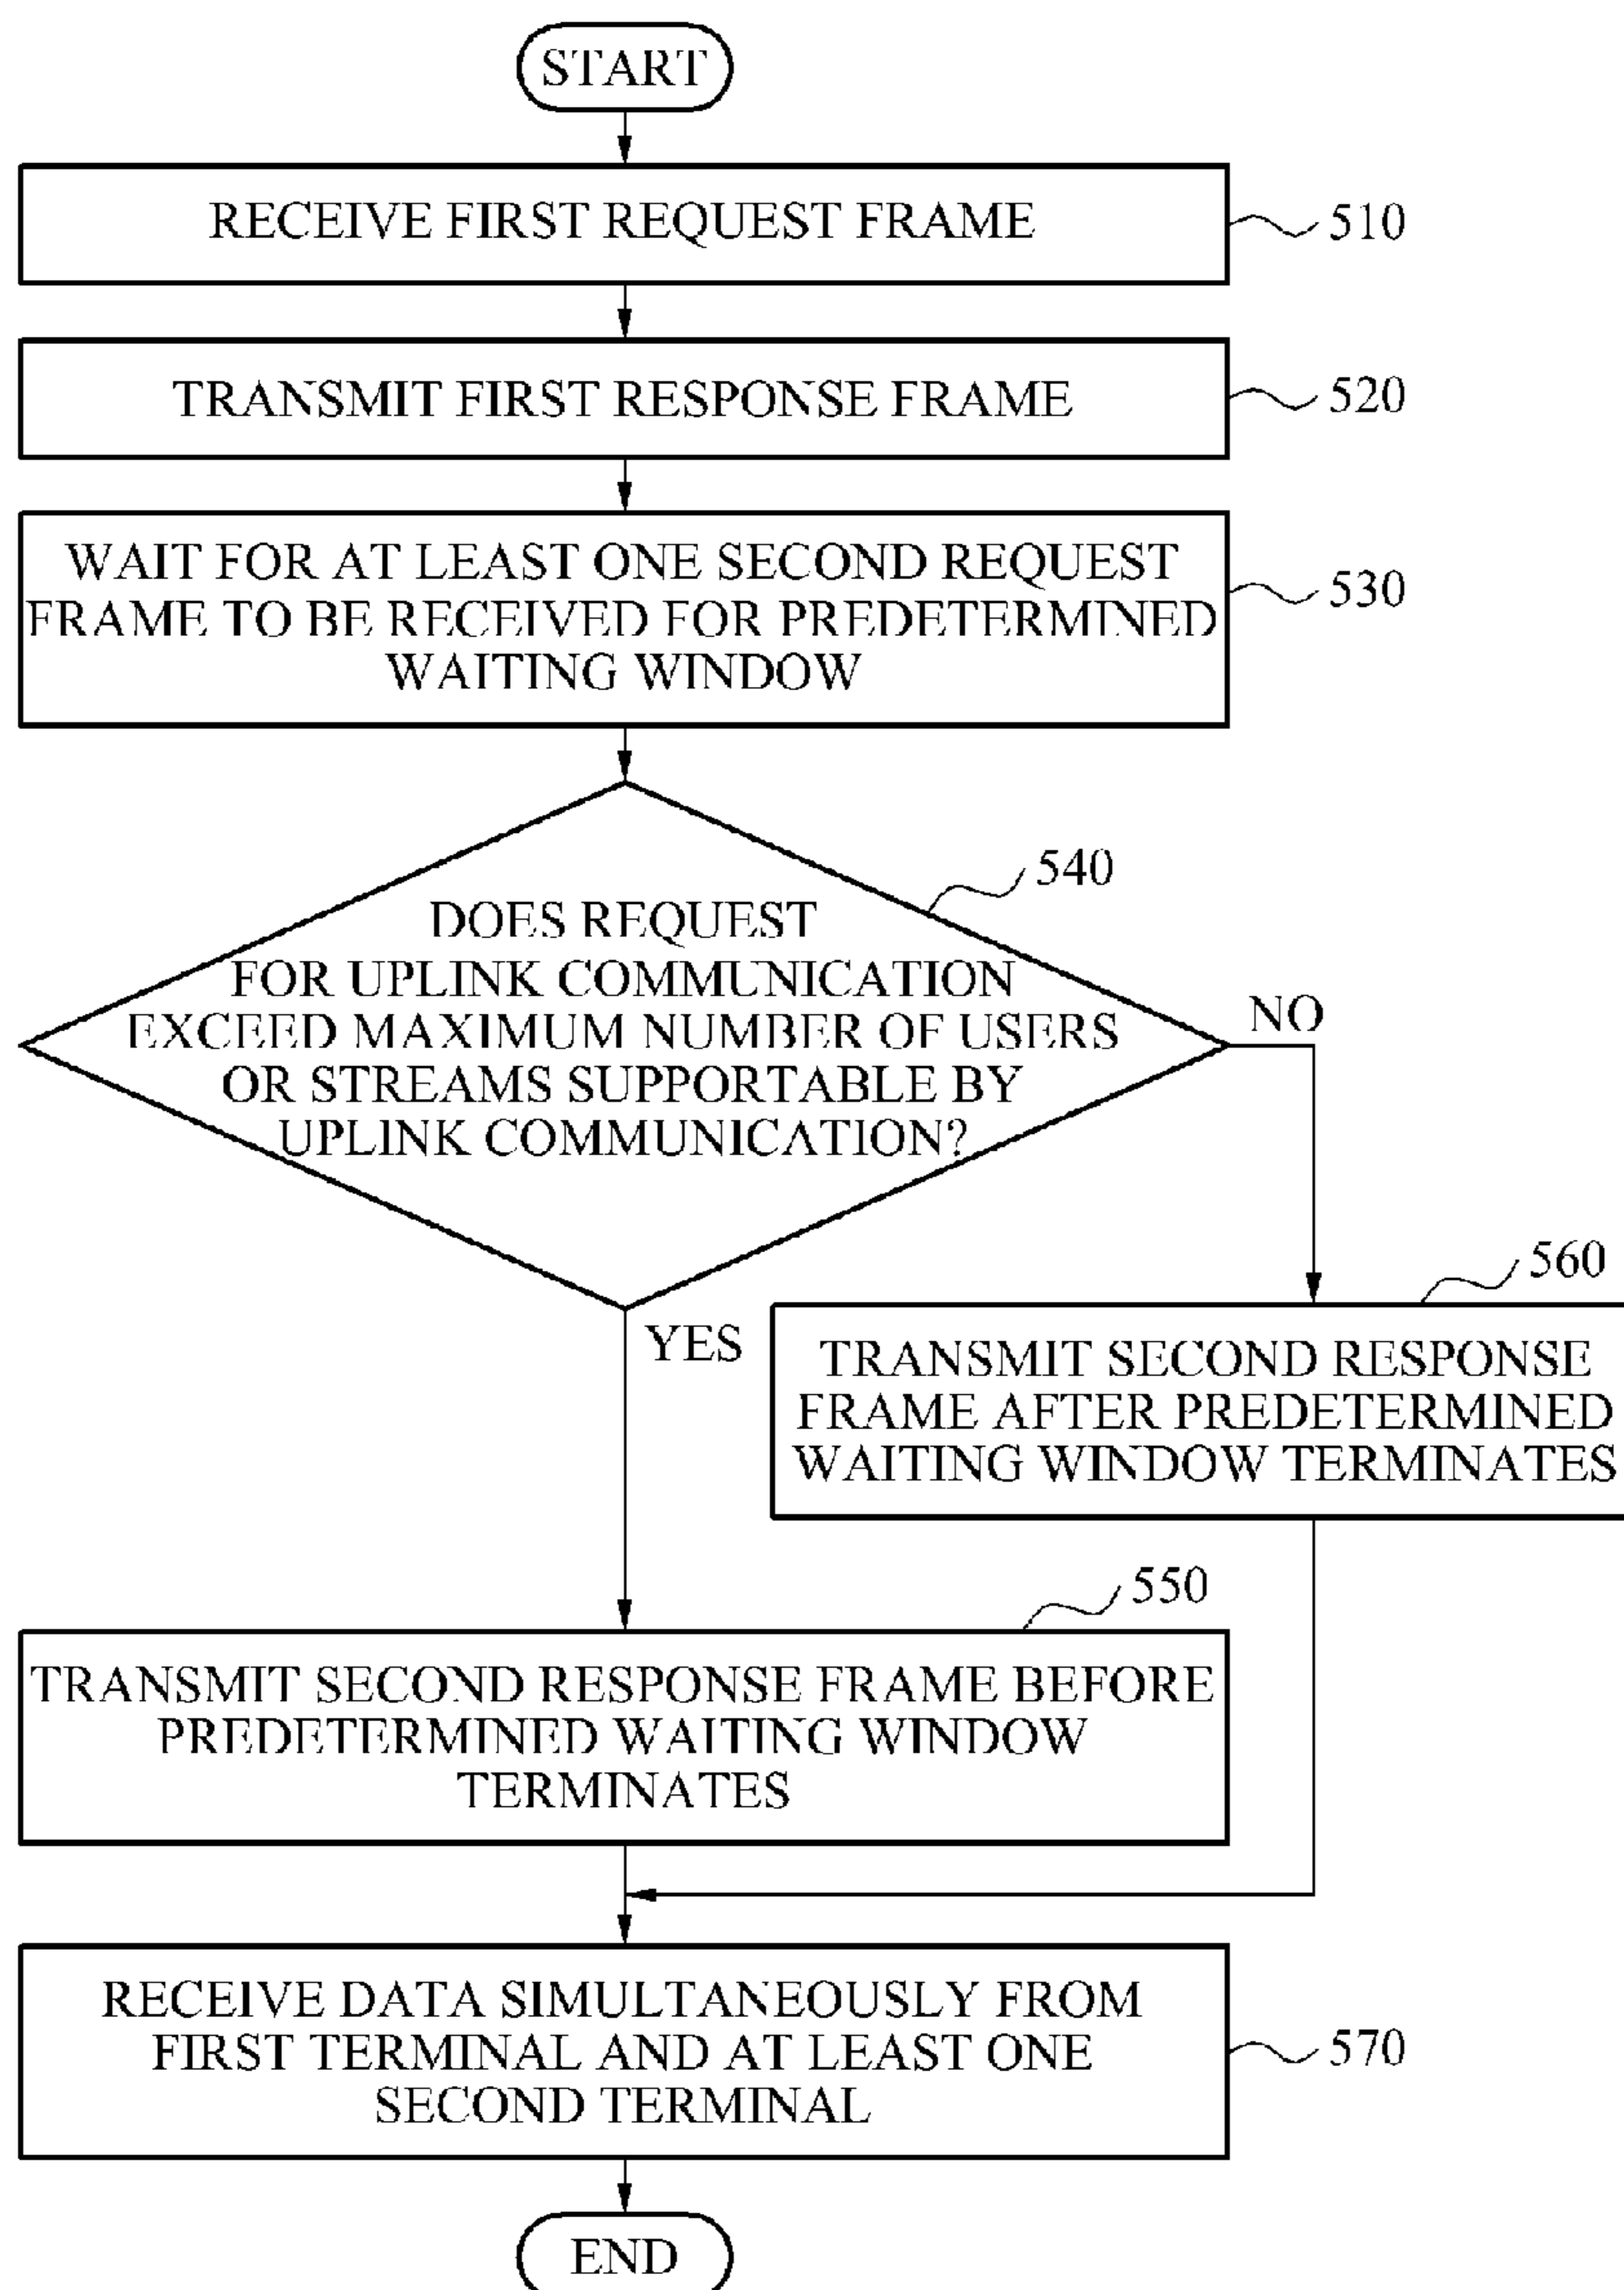 START
RECEIVE FIRST REQUEST FRAME
510
TRANSMIT FIRST RESPONSE FRAME
520
WAIT FOR AT LEAST ONE SECOND REQUEST
FRAME TO BE RECEIVED FOR PREDETERMINED
WAITING WINDOW
530
540
DOES REQUEST
FOR UPLINK COMMUNICATION
EXCEED MAXIMUM NUMBER OF USERS
OR STREAMS SUPPORTABLE BY
UPLINK COMMUNICATION?
NO
YES
560
TRANSMIT SECOND RESPONSE
FRAME AFTER PREDETERMINED
WAITING WINDOW TERMINATES
550
TRANSMIT SECOND RESPONSE FRAME BEFORE
PREDETERMINED WAITING WINDOW
TERMINATES
RECEIVE DATA SIMULTANEOUSLY FROM
FIRST TERMINAL AND AT LEAST ONE
SECOND TERMINAL
570
END